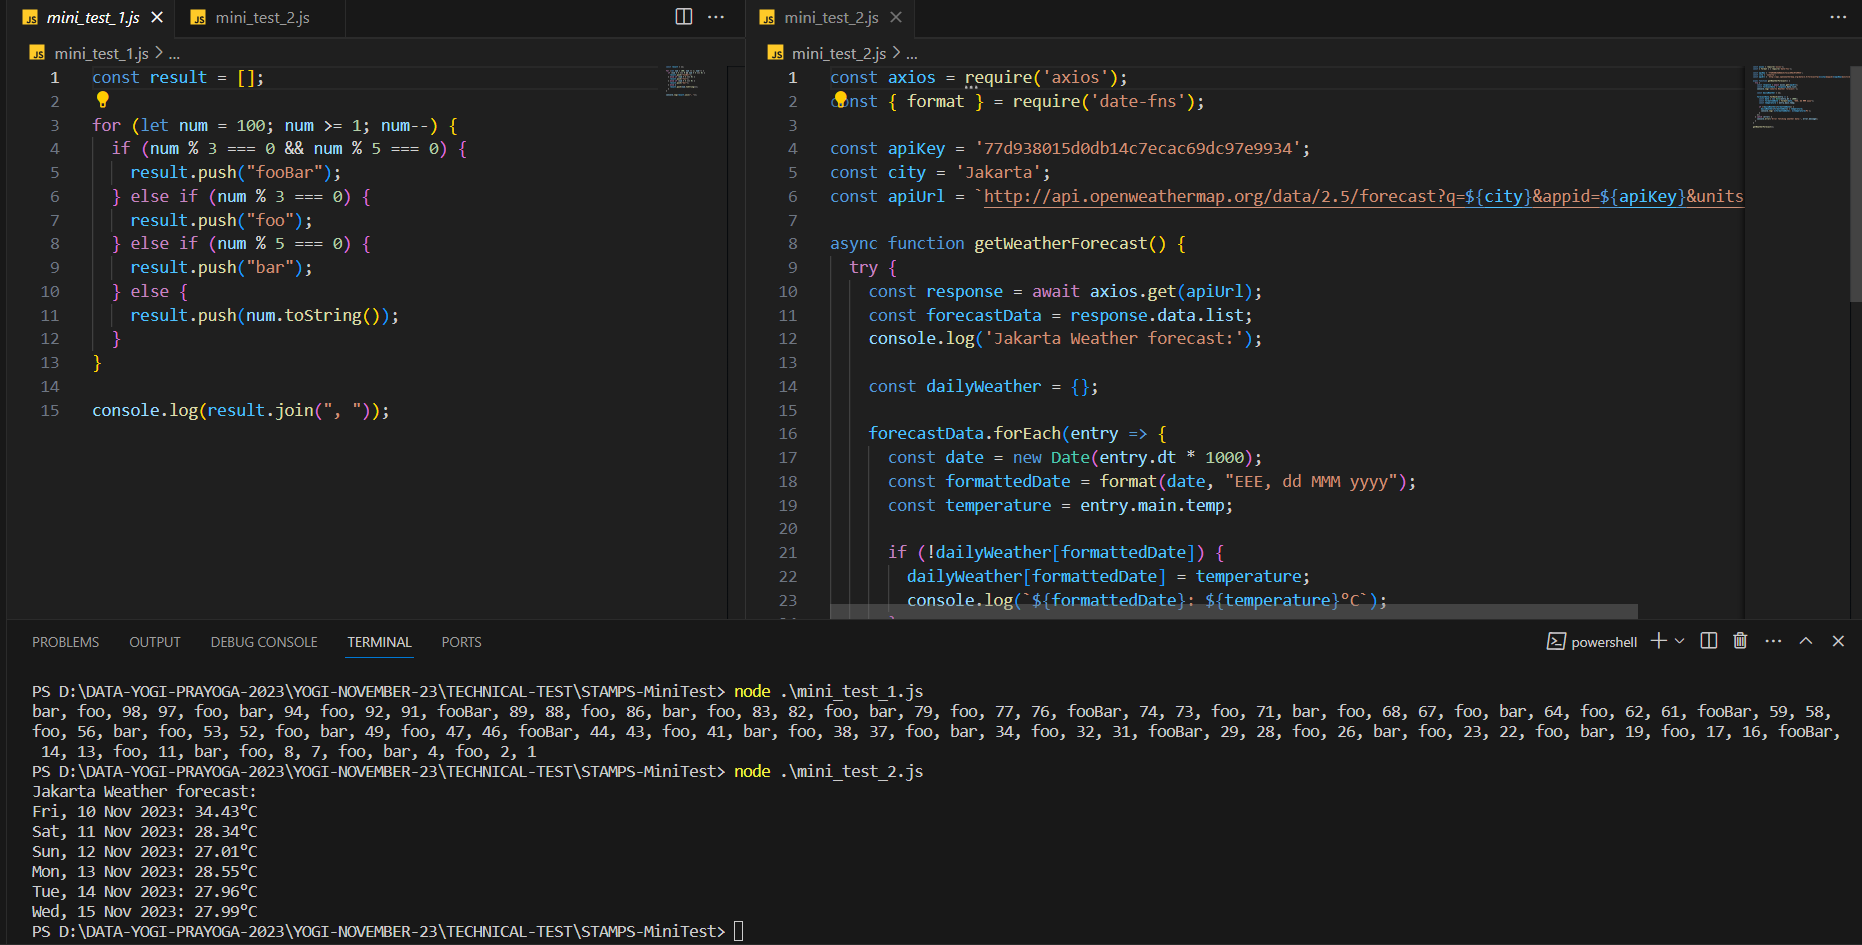 mini_test_1.js
mini_test_2.js
mini_test_1.js > ...
1 const result = [];
2
3 for (let num = 100; num >= 1; num--) {
4 if (num % 3 === 0 && num % 5 === 0) {
5 result.push("fooBar");
6 } else if (num % 3 === 0) {
7 result.push("foo");
8 } else if (num % 5 === 0) {
9 result.push("bar");
10 } else {
11 result.push(num.toString());
12 }
13 }
14
15 console.log(result.join(", "));
mini_test_2.js
mini_test_2.js > ...
1 const axios = require('axios');
2 const { format } = require('date-fns');
3
4 const apiKey = '77d938015d0db14c7ecac69dc97e9934';
5 const city = 'Jakarta';
6 const apiUrl = `http://api.openweathermap.org/data/2.5/forecast?q=${city}&appid=${apiKey}&units
7
8 async function getWeatherForecast() {
9 try {
10 const response = await axios.get(apiUrl);
11 const forecastData = response.data.list;
12 console.log('Jakarta Weather forecast:');
13
14 const dailyWeather = {};
15
16 forecastData.forEach(entry => {
17 const date = new Date(entry.dt * 1000);
18 const formattedDate = format(date, "EEE, dd MMM yyyy");
19 const temperature = entry.main.temp;
20
21 if (!dailyWeather[formattedDate]) {
22 dailyWeather[formattedDate] = temperature;
23 console.log(`${formattedDate}: ${temperature}°C`);
PROBLEMS OUTPUT DEBUG CONSOLE TERMINAL PORTS
powershell
PS D:\DATA-YOGI-PRAYOGA-2023\YOGI-NOVEMBER-23\TECHNICAL-TEST\STAMPS-MiniTest> node .\mini_test_1.js
bar, foo, 98, 97, foo, bar, 94, foo, 92, 91, fooBar, 89, 88, foo, 86, bar, foo, 83, 82, foo, bar, 79, foo, 77, 76, fooBar, 74, 73, foo, 71, bar, foo, 68, 67, foo, bar, 64, foo, 62, 61, fooBar, 59, 58,
foo, 56, bar, foo, 53, 52, foo, bar, 49, foo, 47, 46, fooBar, 44, 43, foo, 41, bar, foo, 38, 37, foo, bar, 34, foo, 32, 31, fooBar, 29, 28, foo, 26, bar, foo, 23, 22, foo, bar, 19, foo, 17, 16, fooBar,
14, 13, foo, 11, bar, foo, 8, 7, foo, bar, 4, foo, 2, 1
PS D:\DATA-YOGI-PRAYOGA-2023\YOGI-NOVEMBER-23\TECHNICAL-TEST\STAMPS-MiniTest> node .\mini_test_2.js
Jakarta Weather forecast:
Fri, 10 Nov 2023: 34.43°C
Sat, 11 Nov 2023: 28.34°C
Sun, 12 Nov 2023: 27.01°C
Mon, 13 Nov 2023: 28.55°C
Tue, 14 Nov 2023: 27.96°C
Wed, 15 Nov 2023: 27.99°C
PS D:\DATA-YOGI-PRAYOGA-2023\YOGI-NOVEMBER-23\TECHNICAL-TEST\STAMPS-MiniTest>